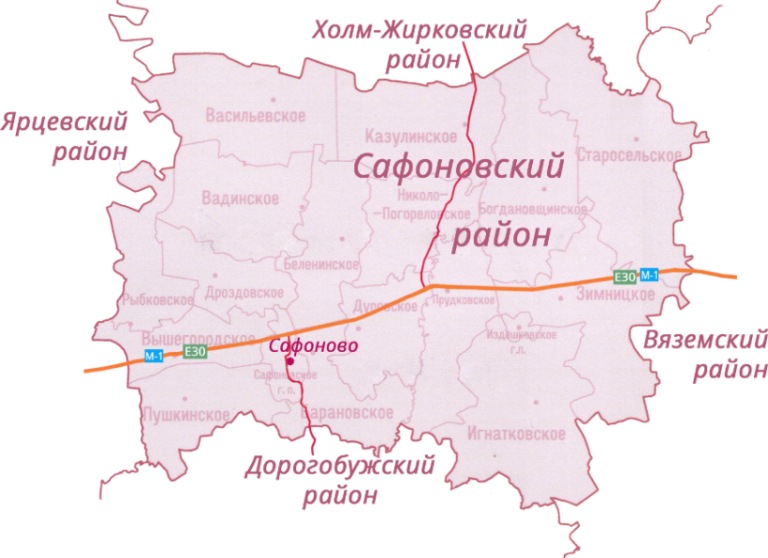 Холм-Жирковский
район
Ярцевский
район
Васильевское
Казулинское
Старосельское
Сафоновский
район
Вадинское
Николо-
-Погореловское
Богдановщинское
Беленинское
Рыбковское
Дроздовское
Дуровское
Прудковское
Зимницкое
E30
М-1
Вышегородское
М-1
E30
Сафоново
Издешковское
г.п.
Вяземский
район
Сафоновское
г.п.
Пушкинское
Барановское
Игнатковское
Дорогобужский
район